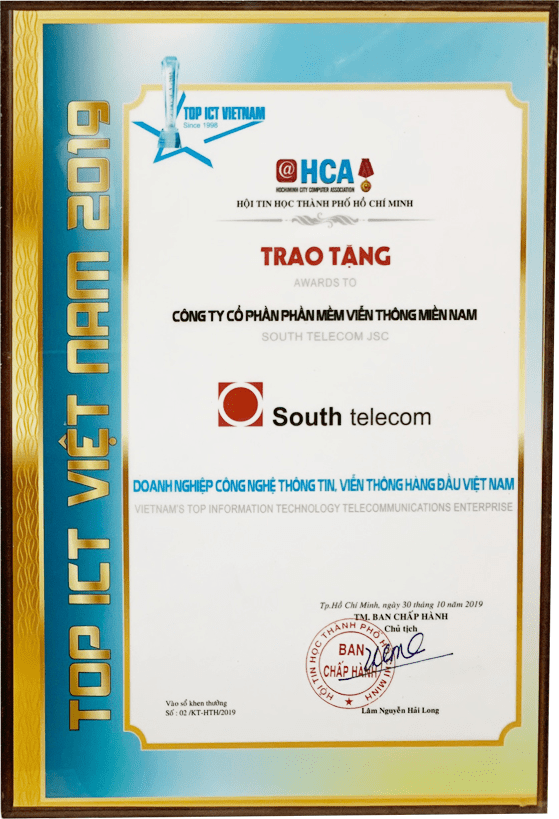 TOP ICT VIỆT NAM 2019
TOP ICT VIETNAM
Since 1998
@HCA
HOCHIMINH CITY COMPUTER ASSOCIATION
HỘI TIN HỌC THÀNH PHỐ HỒ CHÍ MINH
TRAO TẶNG
AWARDS TO
CÔNG TY CỔ PHẦN PHẦN MỀM VIỄN THÔNG MIỀN NAM
SOUTH TELECOM JSC
South telecom
DOANH NGHIỆP CÔNG NGHỆ THÔNG TIN, VIỄN THÔNG HÀNG ĐẦU VIỆT NAM
VIETNAM'S TOP INFORMATION TECHNOLOGY TELECOMMUNICATIONS ENTERPRISE
Tp.Hồ Chí Minh, ngày 30 tháng 10 năm 2019
TM. BAN CHẤP HÀNH
Chủ tịch
HỘI TIN HỌC THÀNH PHỐ HỒ CHÍ MINH
BAN
CHẤP HÀNH
Lâm Nguyễn Hải Long
Vào sổ khen thưởng
Số : 02 /KT-HTH/2019